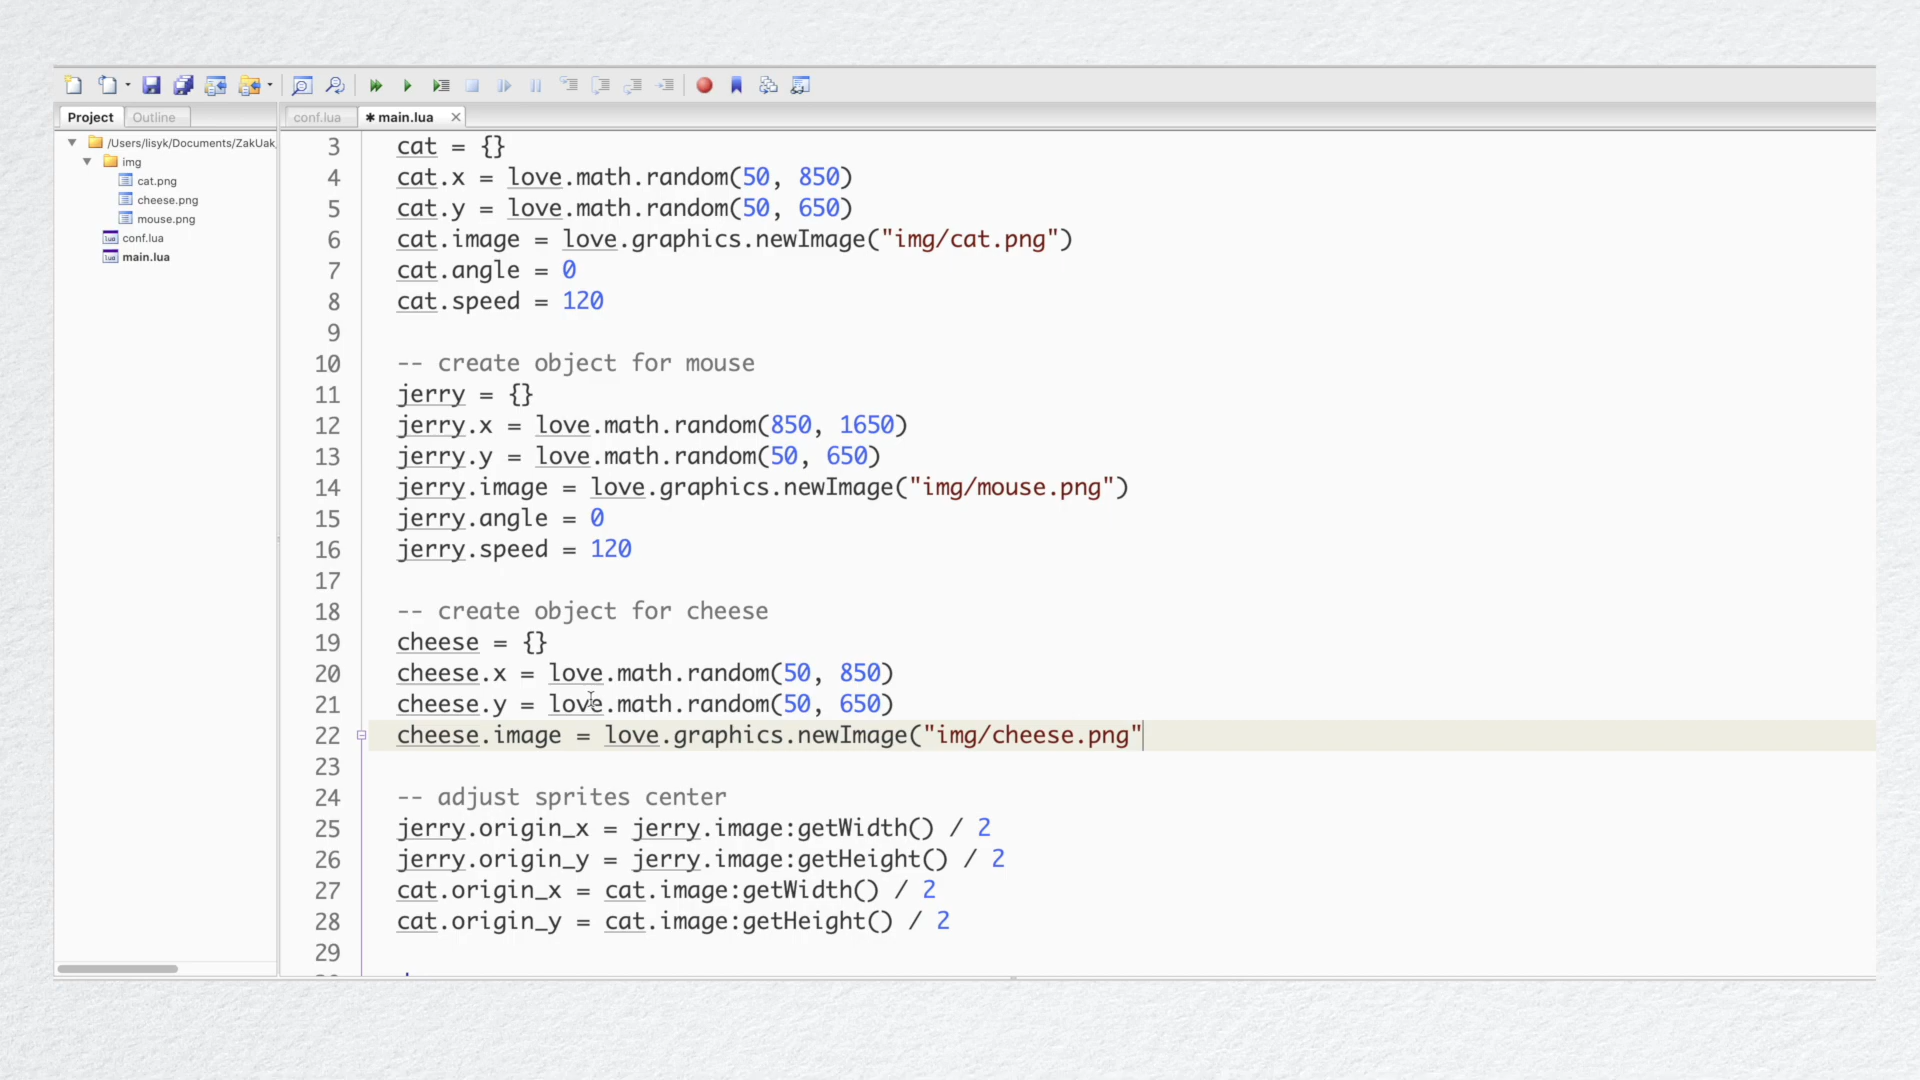 Project Outline
conf.lua ✱ main.lua
/Users/lisyk/Documents/ZakUak
img
cat.png
cheese.png
mouse.png
conf.lua
main.lua
3 cat = {}
4 cat.x = love.math.random(50, 850)
5 cat.y = love.math.random(50, 650)
6 cat.image = love.graphics.newImage("img/cat.png")
7 cat.angle = 0
8 cat.speed = 120
9
10 -- create object for mouse
11 jerry = {}
12 jerry.x = love.math.random(850, 1650)
13 jerry.y = love.math.random(50, 650)
14 jerry.image = love.graphics.newImage("img/mouse.png")
15 jerry.angle = 0
16 jerry.speed = 120
17
18 -- create object for cheese
19 cheese = {}
20 cheese.x = love.math.random(50, 850)
21 cheese.y = love.math.random(50, 650)
22 cheese.image = love.graphics.newImage("img/cheese.png"
23
24 -- adjust sprites center
25 jerry.origin_x = jerry.image:getWidth() / 2
26 jerry.origin_y = jerry.image:getHeight() / 2
27 cat.origin_x = cat.image:getWidth() / 2
28 cat.origin_y = cat.image:getHeight() / 2
29